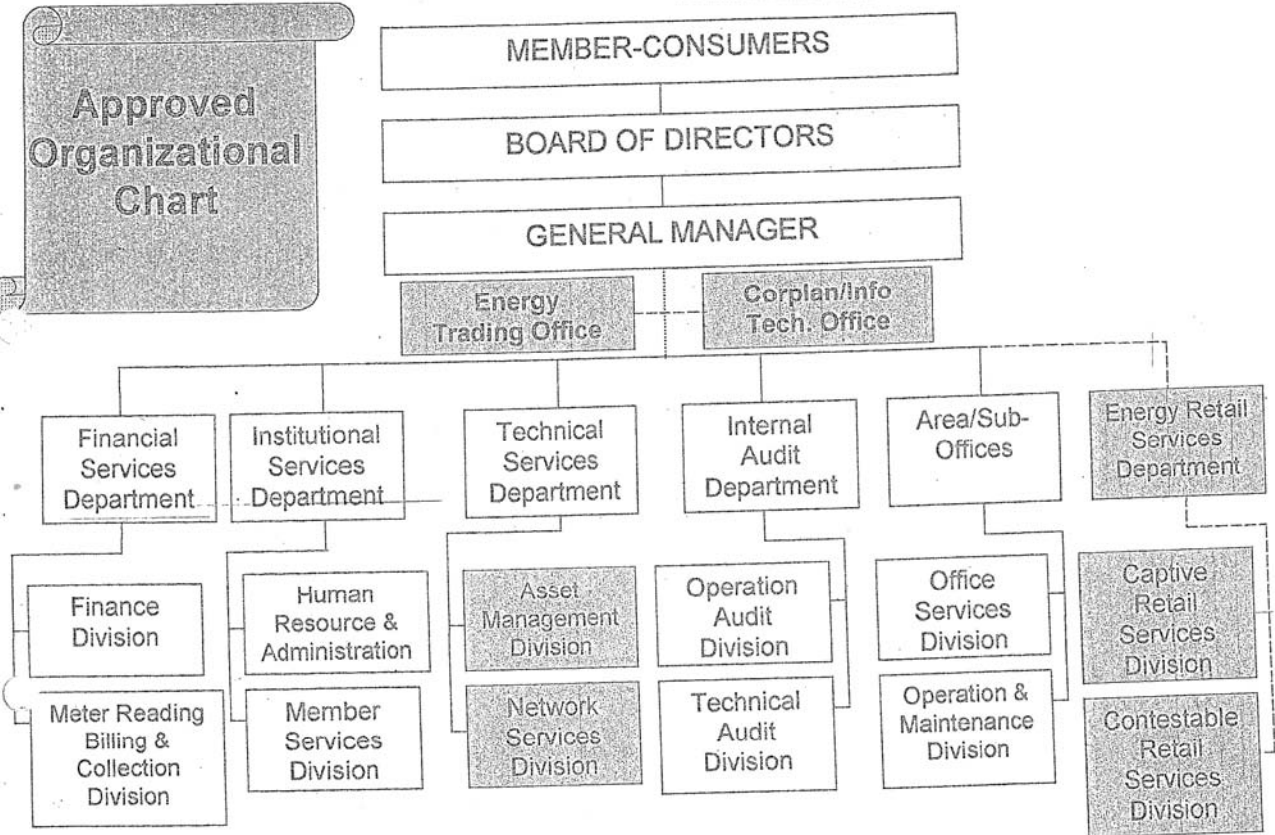 Approved
Organizational
Chart
MEMBER-CONSUMERS
BOARD OF DIRECTORS
GENERAL MANAGER
Energy
Trading Office
Corplan/Info
Tech. Office
Financial
Services
Department
Institutional
Services
Department
Technical
Services
Department
Internal
Audit
Department
Area/Sub-
Offices
Energy Retail
Services
Department
Finance
Division
Human
Resource &
Administration
Asset
Management
Division
Operation
Audit
Division
Office
Services
Division
Captive
Retail
Services
Division
Meter Reading
Billing &
Collection
Division
Member
Services
Division
Network
Services
Division
Technical
Audit
Division
Operation &
Maintenance
Division
Contestable
Retail
Services
Division